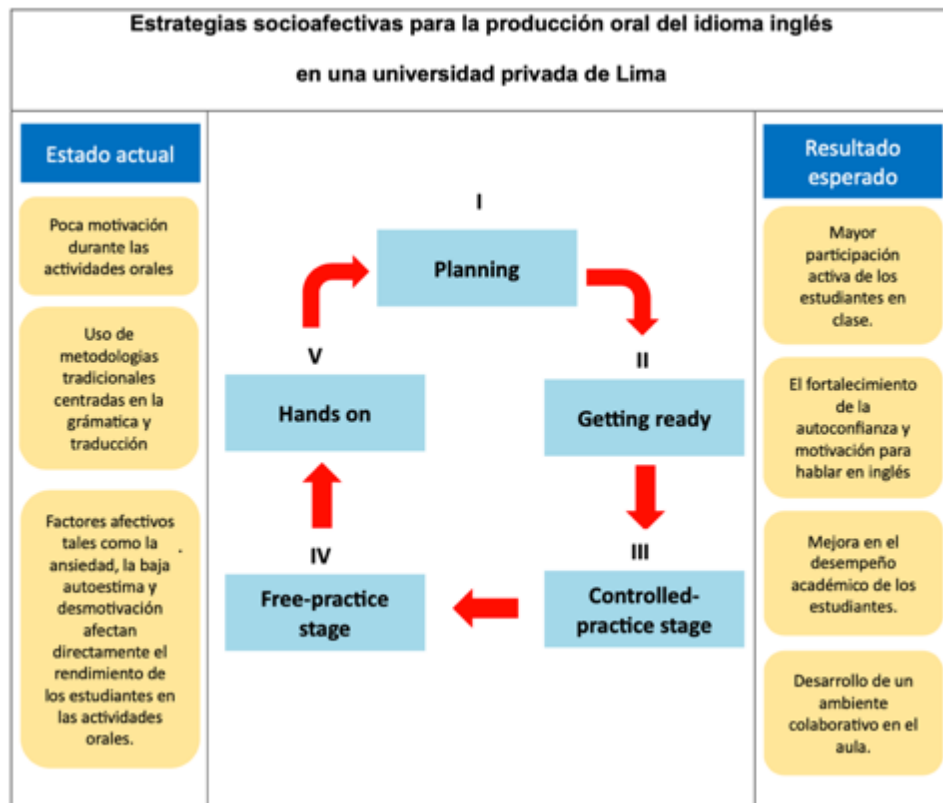 Estrategias socioafectivas para la producción oral del idioma inglés
en una universidad privada de Lima
Estado actual
Poca motivación
durante las
actividades orales
Uso de
metodologias
tradicionales
centradas en la
grámatica y
traducción
Factores afectivos
tales como la
ansiedad, la baja
autoestima y
desmotivación
afectan
directamente el
rendimiento de
los estudiantes en
las actividades
orales.
I
Planning
II
Getting ready
III
Controlled-
practice stage
IV
Free-practice
stage
V
Hands on
Resultado
esperado
Mayor
participación
activa de los
estudiantes en
clase.
El fortalecimiento
de la
autoconfianza y
motivación para
hablar en inglés
Mejora en el
desempeño
académico de los
estudiantes.
Desarrollo de un
ambiente
colaborativo en el
aula.